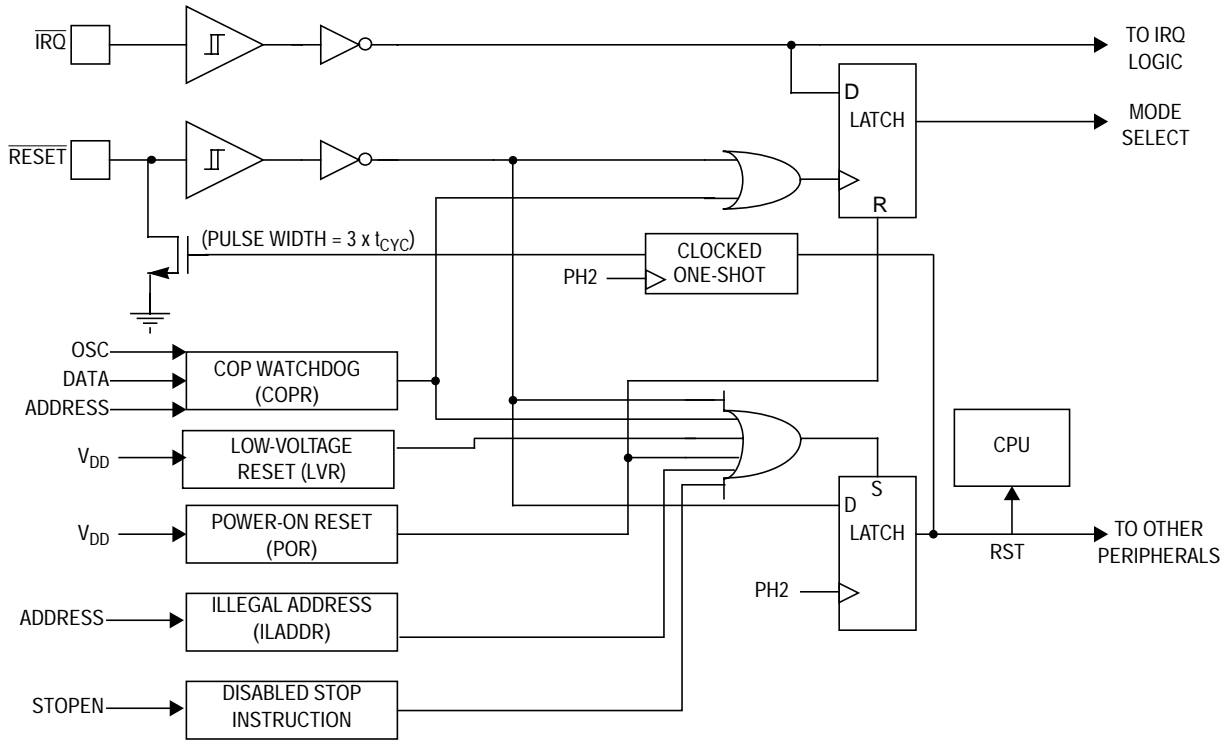 IRQ
TO IRQ
LOGIC
D
LATCH
MODE
SELECT
RESET
R
(PULSE WIDTH = 3 x tCYC)
CLOCKED
ONE-SHOT
PH2
OSC
DATA
ADDRESS
COP WATCHDOG
(COPR)
VDD
LOW-VOLTAGE
RESET (LVR)
CPU
S
D
LATCH
VDD
POWER-ON RESET
(POR)
RST
TO OTHER
PERIPHERALS
PH2
ADDRESS
ILLEGAL ADDRESS
(ILADDR)
STOPEN
DISABLED STOP
INSTRUCTION